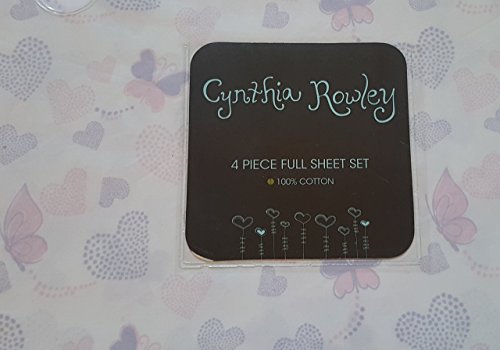 Cynthia Rowley
4 PIECE FULL SHEET SET
100% COTTON